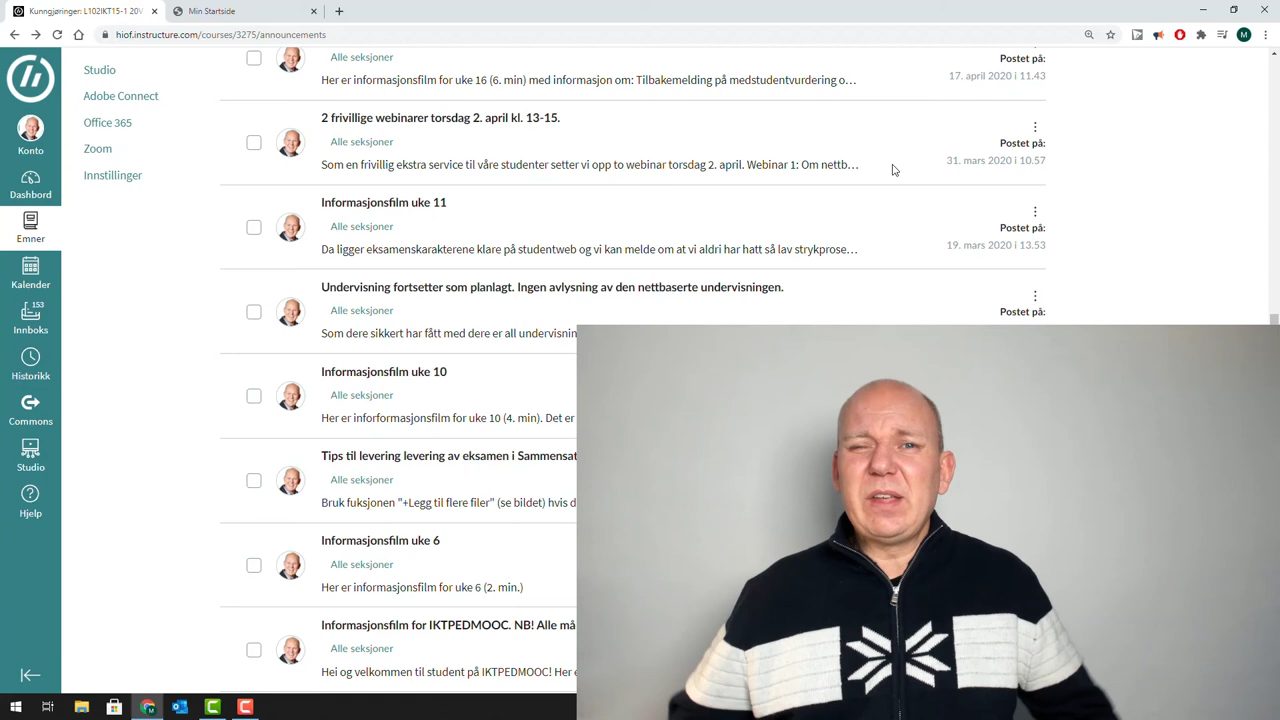 Kunngjøringer: L102IKT15-1 20V
Min Startside
hiof.instructure.com/courses/3275/announcements
M
Konto
Dashbord
Emner
Kalender
153
Innboks
Historikk
Commons
Studio
Hjelp
Studio
Adobe Connect
Office 365
Zoom
Innstillinger
Alle seksjoner
Her er informasjonsfilm for uke 16 (6. min) med informasjon om: Tilbakemelding på medstudentvurdering o…
Postet på:
17. april 2020 i 11.43
2 frivillige webinarer torsdag 2. april kl. 13-15.
Alle seksjoner
Som en frivillig ekstra service til våre studenter setter vi opp to webinar torsdag 2. april. Webinar 1: Om nettb…
Postet på:
31. mars 2020 i 10.57
Informasjonsfilm uke 11
Alle seksjoner
Da ligger eksamenskarakterene klare på studentweb og vi kan melde om at vi aldri har hatt så lav strykprose…
Postet på:
19. mars 2020 i 13.53
Undervisning fortsetter som planlagt. Ingen avlysning av den nettbaserte undervisningen.
Alle seksjoner
Som dere sikkert har fått med dere er all undervisnin
Postet på:
Informasjonsfilm uke 10
Alle seksjoner
Her er inforformasjonsfilm for uke 10 (4. min). Det er
Tips til levering levering av eksamen i Sammensat
Alle seksjoner
Bruk fuksjonen "+Legg til flere filer" (se bildet) hvis d
Informasjonsfilm uke 6
Alle seksjoner
Her er informasjonsfilm for uke 6 (2. min.)
Informasjonsfilm for IKTPEDMOOC. NB! Alle må
Alle seksjoner
Hei og velkommen til student på IKTPEDMOOC! Her e